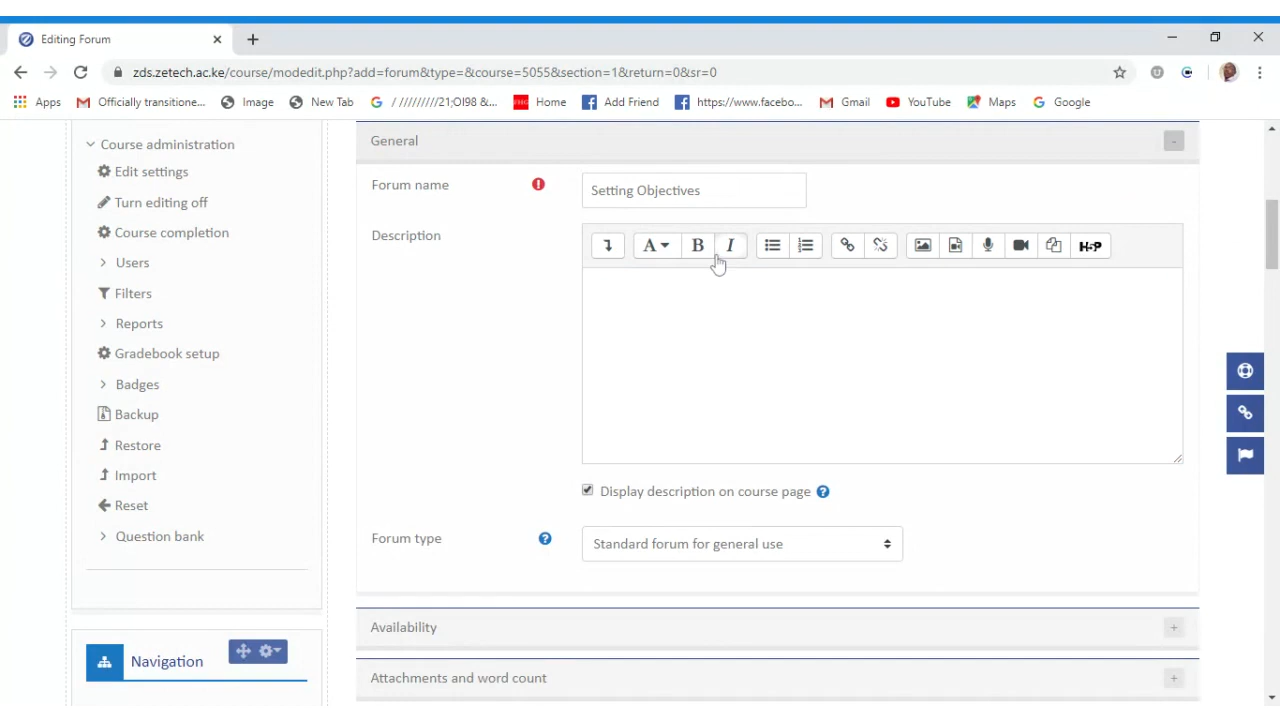 Editing Forum
zds.zetech.ac.ke/course/modedit.php?add=forum&type=&course=5055&section=1&return=0&sr=0
Apps Officially transitione... Image New Tab / /////////21;OI98 &... FHG Home Add Friend https://www.facebo... Gmail YouTube Maps Google
Course administration
Edit settings
Turn editing off
Course completion
Users
Filters
Reports
Gradebook setup
Badges
Backup
Restore
Import
Reset
Question bank
Navigation
General
Forum name
Setting Objectives
Description
A B I H5P
Display description on course page
Forum type
Standard forum for general use
Availability
Attachments and word count